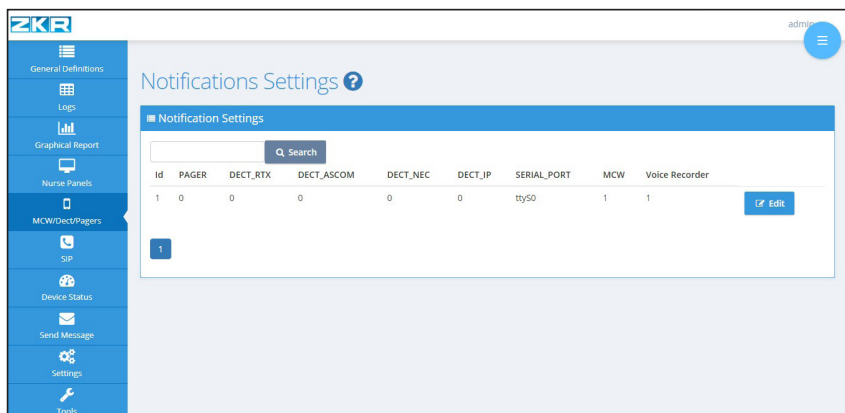 ZKR
admin
General Definitions
Logs
Graphical Report
Nurse Panels
MCW/Dect/Pagers
SIP
Device Status
Send Message
Settings
Tools
Notifications Settings ?
Notification Settings
Search
Id PAGER DECT_RTX DECT_ASCOM DECT_NEC DECT_IP SERIAL_PORT MCW Voice Recorder
1 0 0 0 0 0 ttyS0 1 1 Edit
1